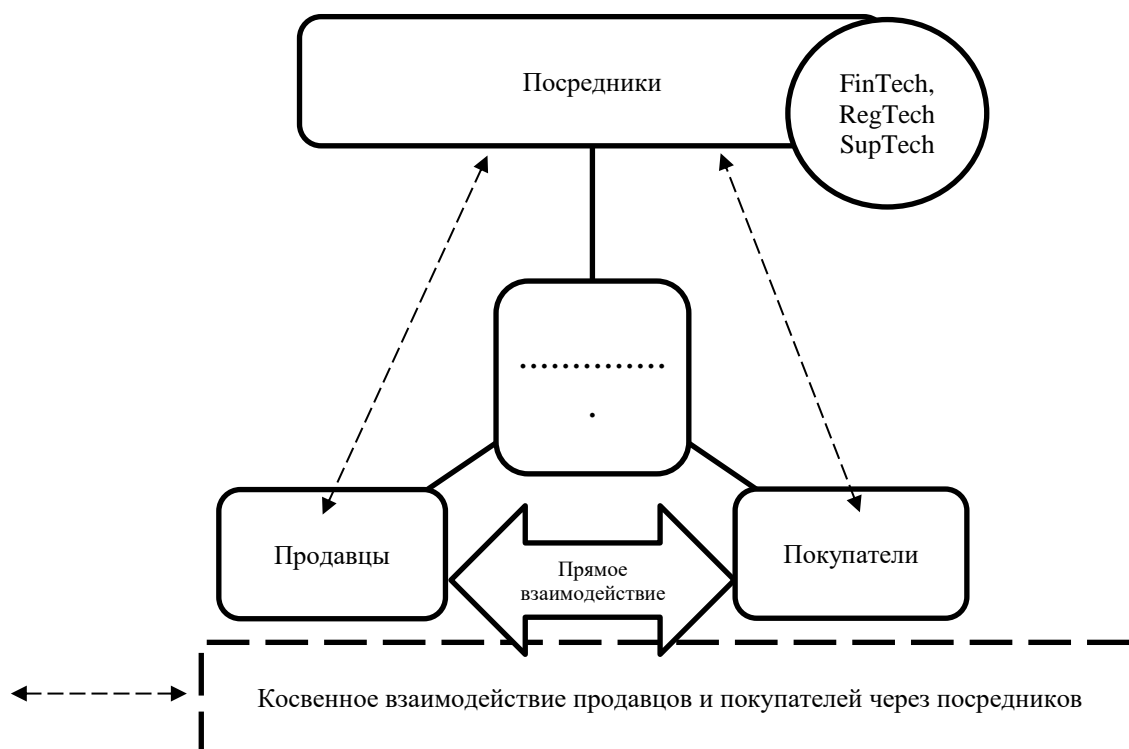 Посредники
FinTech,
RegTech
SupTech
……………
.
Продавцы
Прямое
взаимодействие
Покупатели
Косвенное взаимодействие продавцов и покупателей через посредников